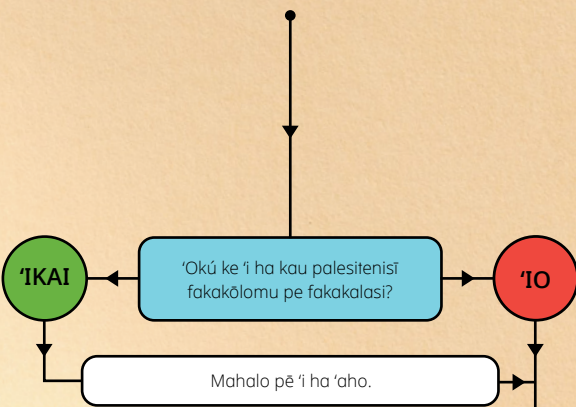 ‘Okú ke ‘i ha kau palesitenisī
fakakōlomu pe fakakalasi?
‘IKAI
‘IO
Mahalo pē ‘i ha ‘aho.